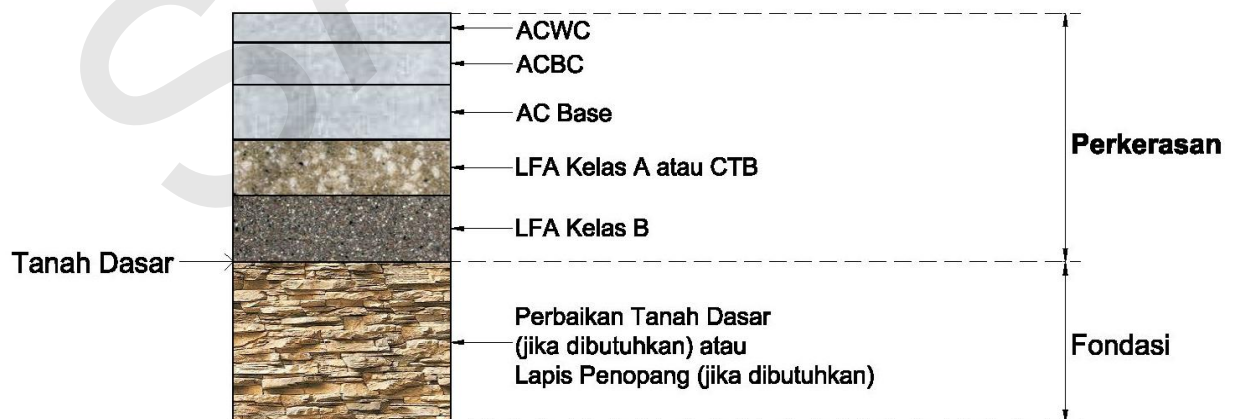 ACWC
ACBC
AC Base
LFA Kelas A atau CTB
LFA Kelas B
Perkerasan
Tanah Dasar
Perbaikan Tanah Dasar
(jika dibutuhkan) atau
Lapis Penopang (jika dibutuhkan)
Fondasi